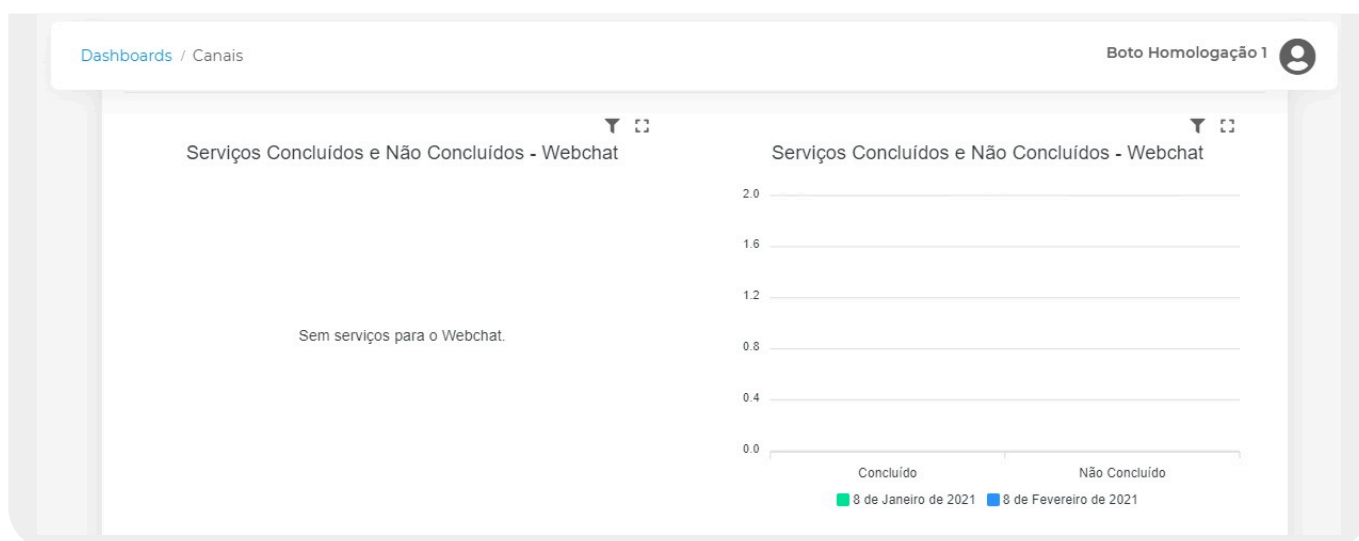 Dashboards / Canais
Boto Homologação 1
Serviços Concluídos e Não Concluídos - Webchat
Sem serviços para o Webchat.
Serviços Concluídos e Não Concluídos - Webchat
2.0
1.6
1.2
0.8
0.4
0.0
Concluído Não Concluído
8 de Janeiro de 2021 8 de Fevereiro de 2021